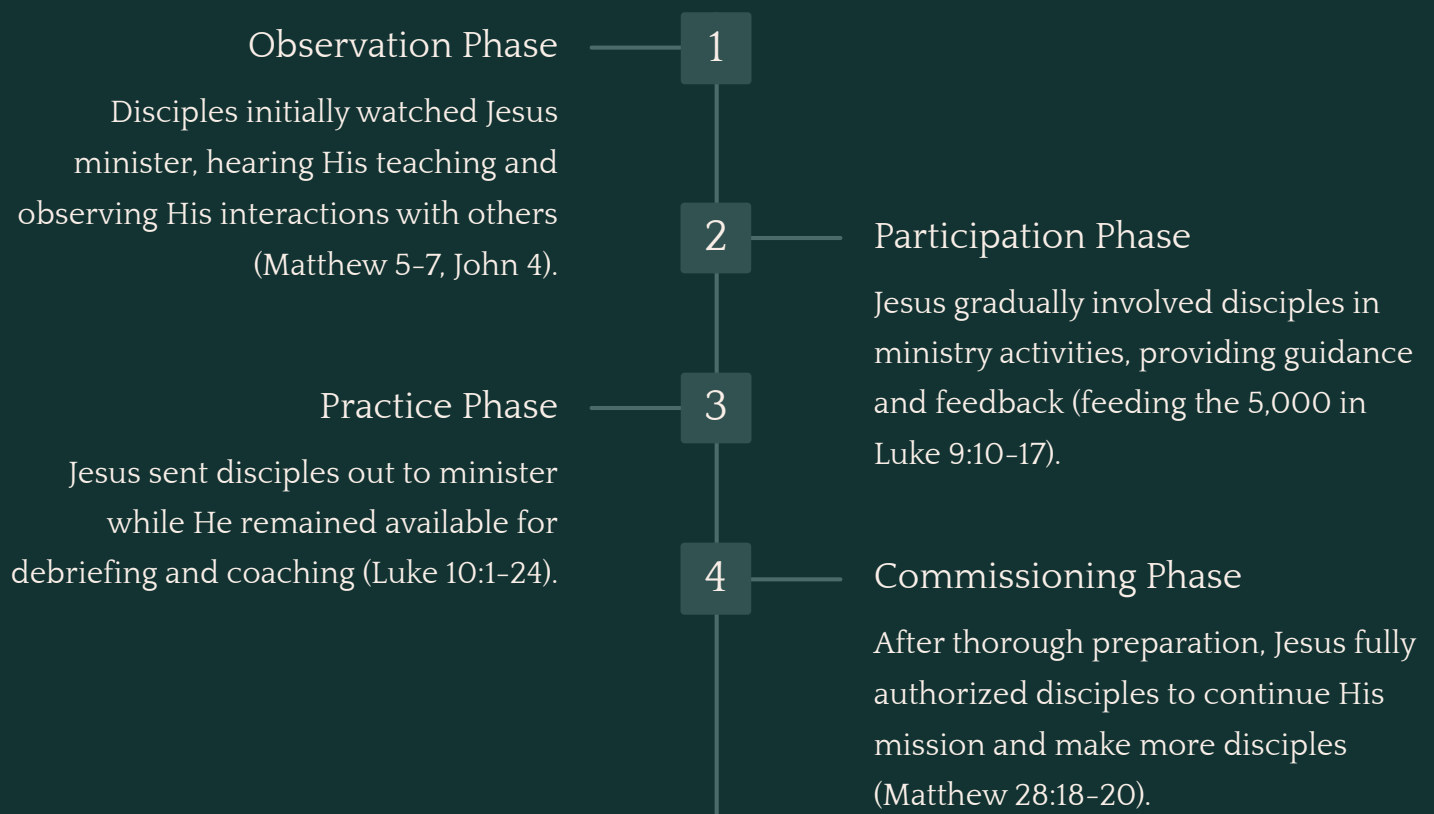 1
Observation Phase
Disciples initially watched Jesus
minister, hearing His teaching and
observing His interactions with others
(Matthew 5-7, John 4).
2
Participation Phase
Jesus gradually involved disciples in
ministry activities, providing guidance
and feedback (feeding the 5,000 in
Luke 9:10-17).
3
Practice Phase
Jesus sent disciples out to minister
while He remained available for
debriefing and coaching (Luke 10:1-24).
4
Commissioning Phase
After thorough preparation, Jesus fully
authorized disciples to continue His
mission and make more disciples
(Matthew 28:18-20).